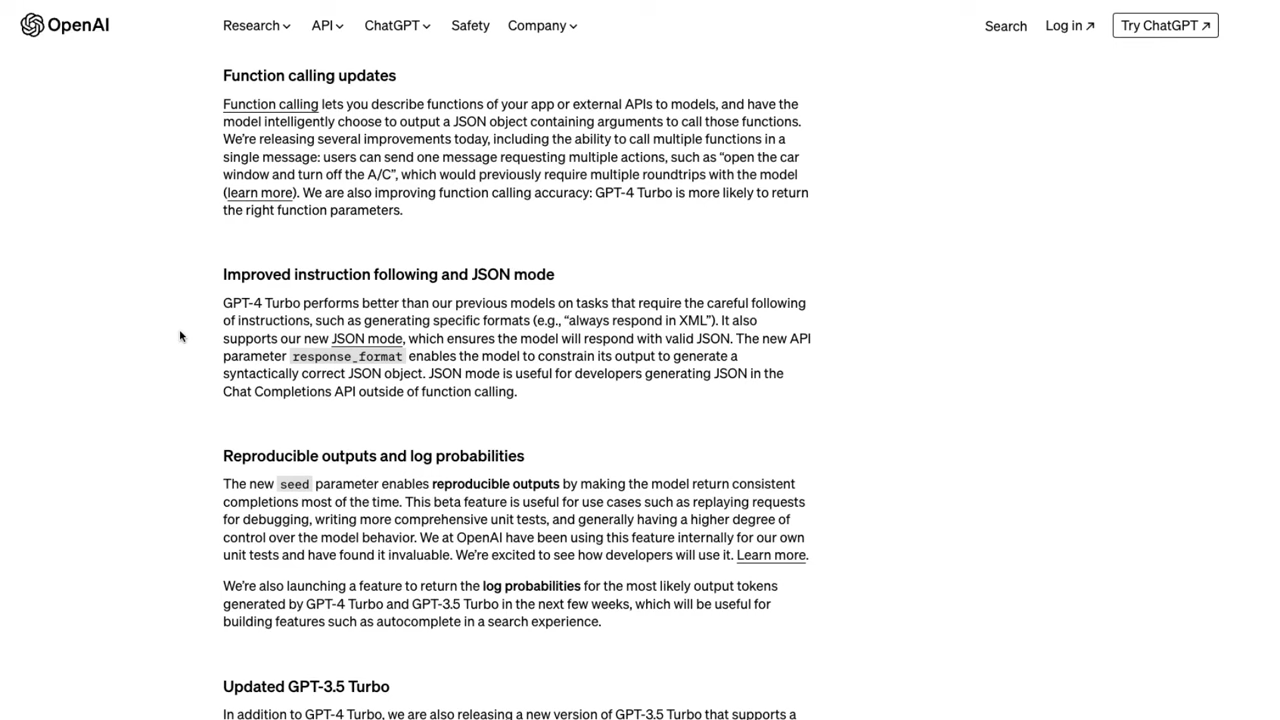 OpenAI
Research
API
ChatGPT
Safety
Company
Search
Log in ↗
Try ChatGPT ↗
Function calling updates
Function calling lets you describe functions of your app or external APIs to models, and have the
model intelligently choose to output a JSON object containing arguments to call those functions.
We’re releasing several improvements today, including the ability to call multiple functions in a
single message: users can send one message requesting multiple actions, such as “open the car
window and turn off the A/C”, which would previously require multiple roundtrips with the model
(learn more). We are also improving function calling accuracy: GPT-4 Turbo is more likely to return
the right function parameters.
Improved instruction following and JSON mode
GPT-4 Turbo performs better than our previous models on tasks that require the careful following
of instructions, such as generating specific formats (e.g., “always respond in XML”). It also
supports our new JSON mode, which ensures the model will respond with valid JSON. The new API
parameter response_format enables the model to constrain its output to generate a
syntactically correct JSON object. JSON mode is useful for developers generating JSON in the
Chat Completions API outside of function calling.
Reproducible outputs and log probabilities
The new seed parameter enables reproducible outputs by making the model return consistent
completions most of the time. This beta feature is useful for use cases such as replaying requests
for debugging, writing more comprehensive unit tests, and generally having a higher degree of
control over the model behavior. We at OpenAI have been using this feature internally for our own
unit tests and have found it invaluable. We’re excited to see how developers will use it. Learn more.
We’re also launching a feature to return the log probabilities for the most likely output tokens
generated by GPT-4 Turbo and GPT-3.5 Turbo in the next few weeks, which will be useful for
building features such as autocomplete in a search experience.
Updated GPT-3.5 Turbo
In addition to GPT-4 Turbo, we are also releasing a new version of GPT-3.5 Turbo that supports a